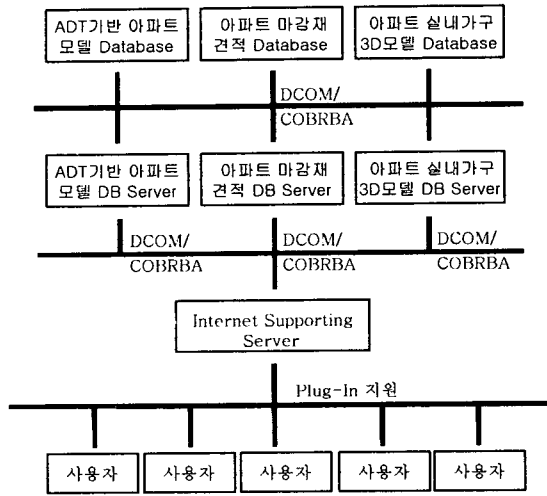 ADT기반 아파트
모델 Database
아파트 마감재
견적 Database
아파트 실내가구
3D모델 Database
DCOM/
COBRBA
ADT기반 아파트
모델 DB Server
아파트 마감재
견적 DB Server
아파트 실내가구
3D모델 DB Server
DCOM/
COBRBA
DCOM/
COBRBA
DCOM/
COBRBA
Internet Supporting
Server
Plug-In 지원
사용자
사용자
사용자
사용자
사용자